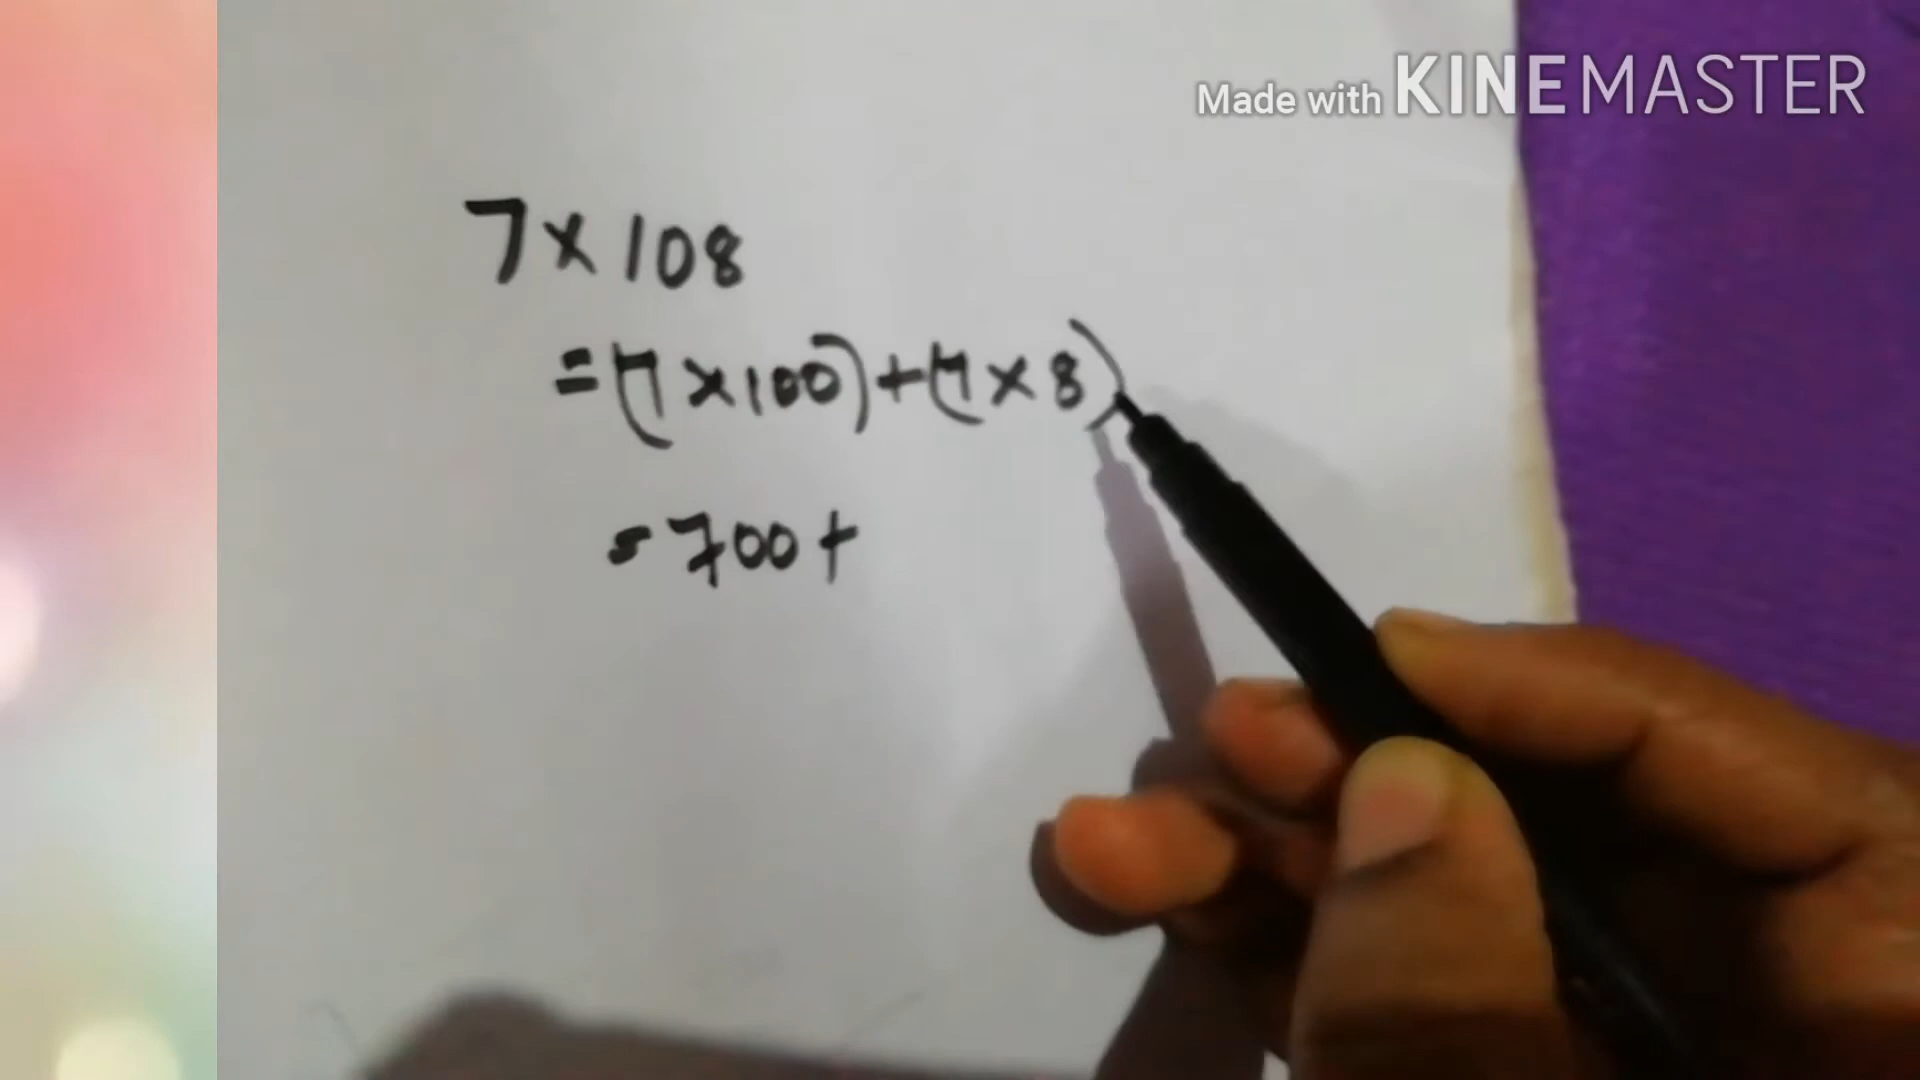 Made with KINEMASTER
7 × 108
= (7 × 100) + (7 × 8)
= 700 +